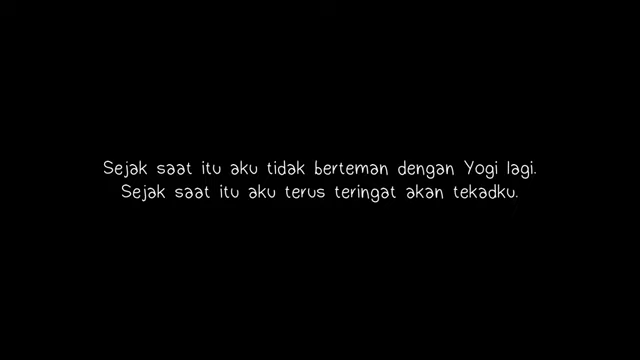 Sejak saat itu aku tidak berteman dengan Yogi lagi.
Sejak saat itu aku terus teringat akan tekadku.